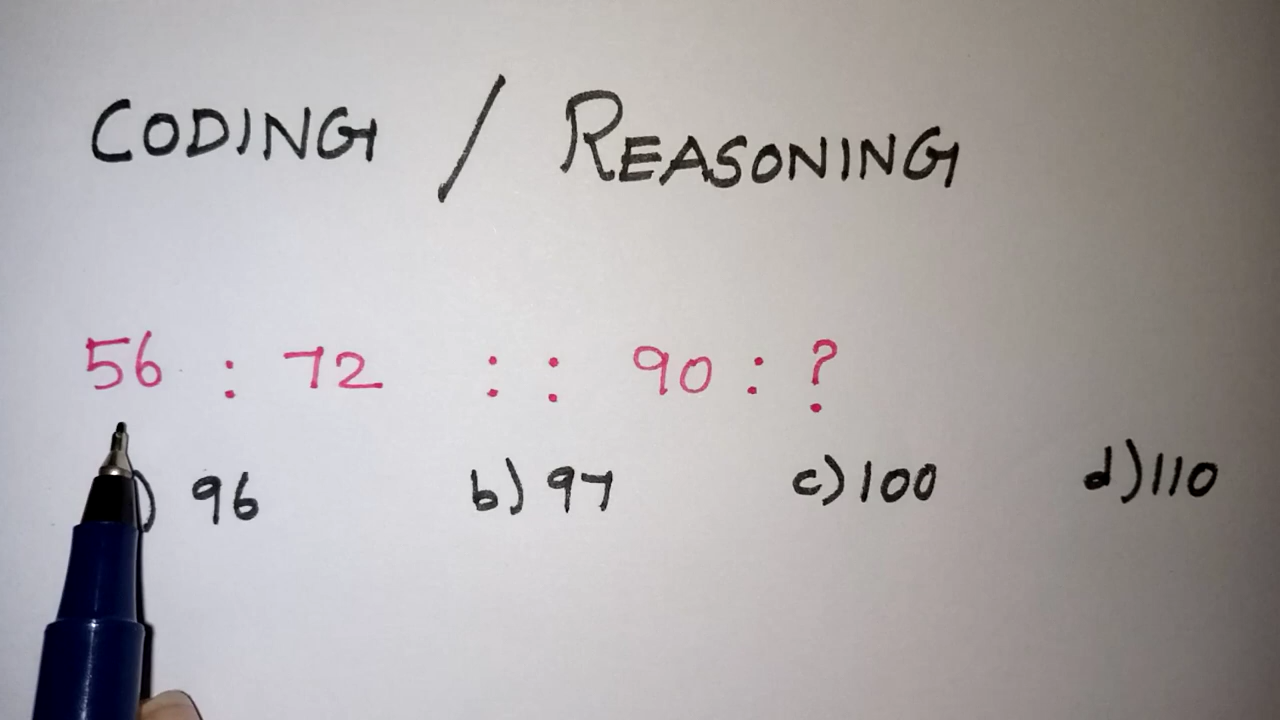 CODING / REASONING
56 : 72 : : 90 : ?
) 96 b) 97 c) 100 d) 110